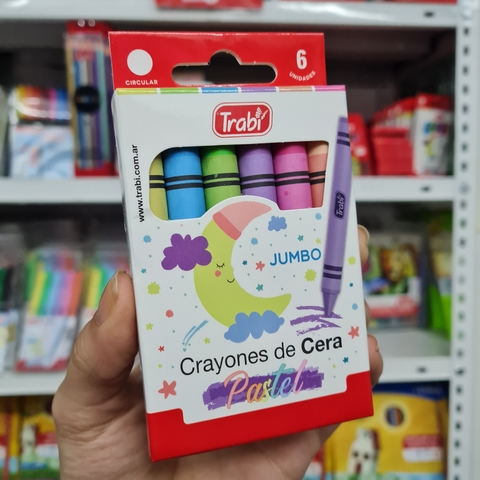 CIRCULAR
6
UNIDADES
Trabi
www.trabi.com.ar
JUMBO
Trabi
Crayones de Cera
Pastel